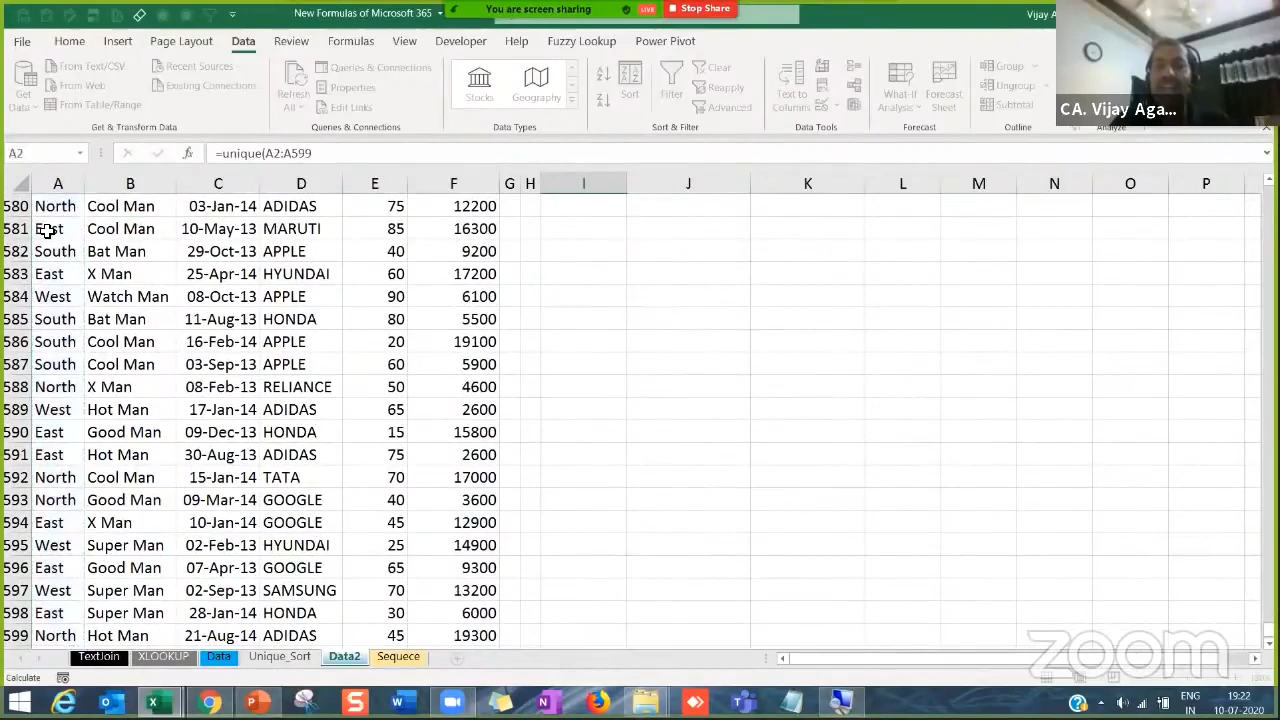 New Formulas of Microsoft 365
You are screen sharing
LIVE
Stop Share
Vijay A
File Home Insert Page Layout Data Review Formulas View Developer Help Fuzzy Lookup Power Pivot
Get Data
From Text/CSV
From Web
From Table/Range
Recent Sources
Existing Connections
Refresh All
Queries & Connections
Properties
Edit Links
Stocks
Geography
Sort
Filter
Clear
Reapply
Advanced
Text to Columns
What-If Analysis
Forecast Sheet
Group
Ungroup
Subtotal
CA. Vijay Aga...
Get & Transform Data Queries & Connections Data Types Sort & Filter Data Tools Forecast Outline Analyze
A2 fx =unique(A2:A599
A B C D E F G H I J K L M N O P
580 North Cool Man 03-Jan-14 ADIDAS 75 12200
581 East Cool Man 10-May-13 MARUTI 85 16300
582 South Bat Man 29-Oct-13 APPLE 40 9200
583 East X Man 25-Apr-14 HYUNDAI 60 17200
584 West Watch Man 08-Oct-13 APPLE 90 6100
585 South Bat Man 11-Aug-13 HONDA 80 5500
586 South Cool Man 16-Feb-14 APPLE 20 19100
587 South Cool Man 03-Sep-13 APPLE 60 5900
588 North X Man 08-Feb-13 RELIANCE 50 4600
589 West Hot Man 17-Jan-14 ADIDAS 65 2600
590 East Good Man 09-Dec-13 HONDA 15 15800
591 East Hot Man 30-Aug-13 ADIDAS 75 2600
592 North Cool Man 15-Jan-14 TATA 70 17000
593 North Good Man 09-Mar-14 GOOGLE 40 3600
594 East X Man 10-Jan-14 GOOGLE 45 12900
595 West Super Man 02-Feb-13 HYUNDAI 25 14900
596 East Good Man 07-Apr-13 GOOGLE 65 9300
597 West Super Man 02-Sep-13 SAMSUNG 70 13200
598 East Super Man 28-Jan-14 HONDA 30 6000
599 North Hot Man 21-Aug-14 ADIDAS 45 19300
TextJoin XLOOKUP Data Unique_Sort Data2 Sequece
zoom
Calculate
ENG
IN
19:22
10-07-2020